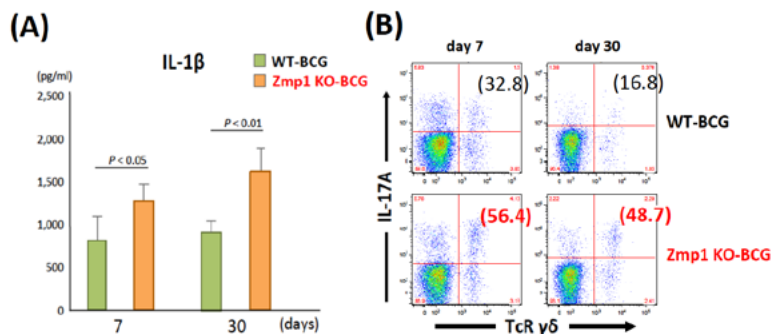 (A)
IL-1β
(pg/ml)
WT-BCG
Zmp1 KO-BCG
2,500
2,000
1,500
1,000
500
0
P < 0.05
P < 0.01
7 30 (days)
(B)
day 7 day 30
(32.8) (16.8)
WT-BCG
(56.4) (48.7)
Zmp1 KO-BCG
IL-17A
TcR γδ